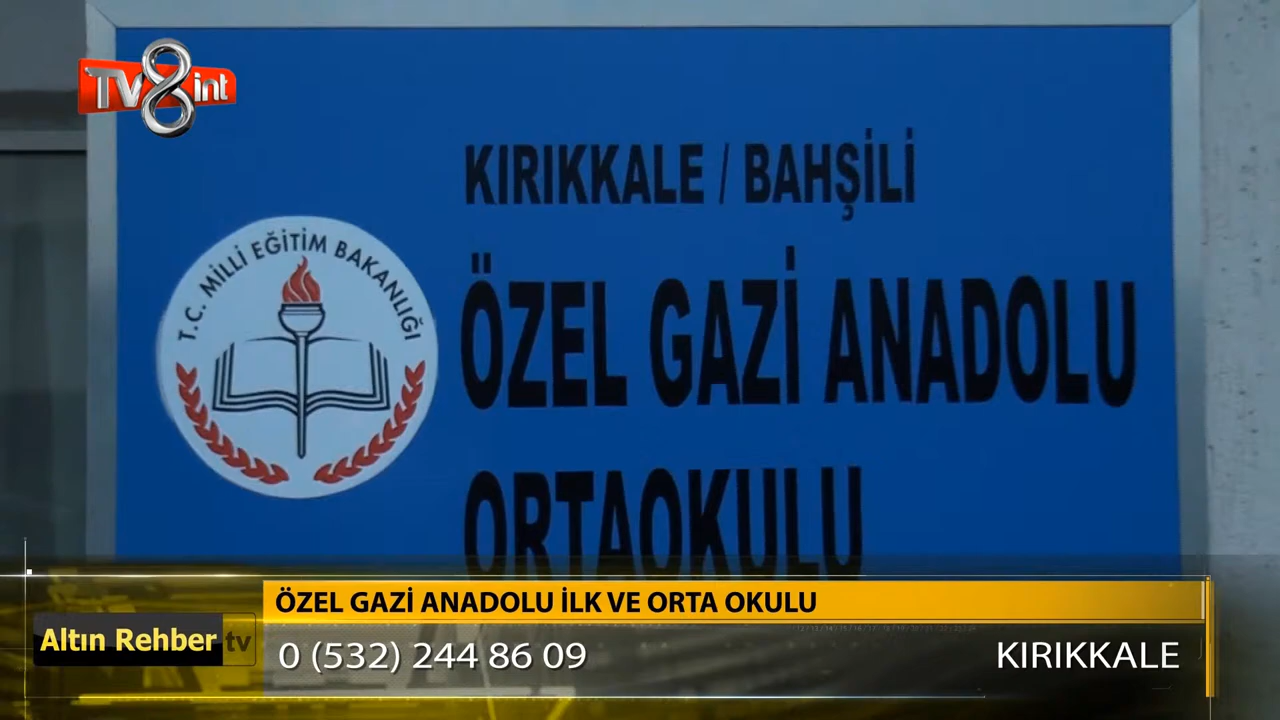 TV8int
KIRIKKALE / BAHŞİLİ
T.C. MİLLİ EĞİTİM BAKANLIĞI
ÖZEL GAZİ ANADOLU
ORTAOKULU
ÖZEL GAZİ ANADOLU İLK VE ORTA OKULU
Altın Rehber tv
0 (532) 244 86 09
KIRIKKALE